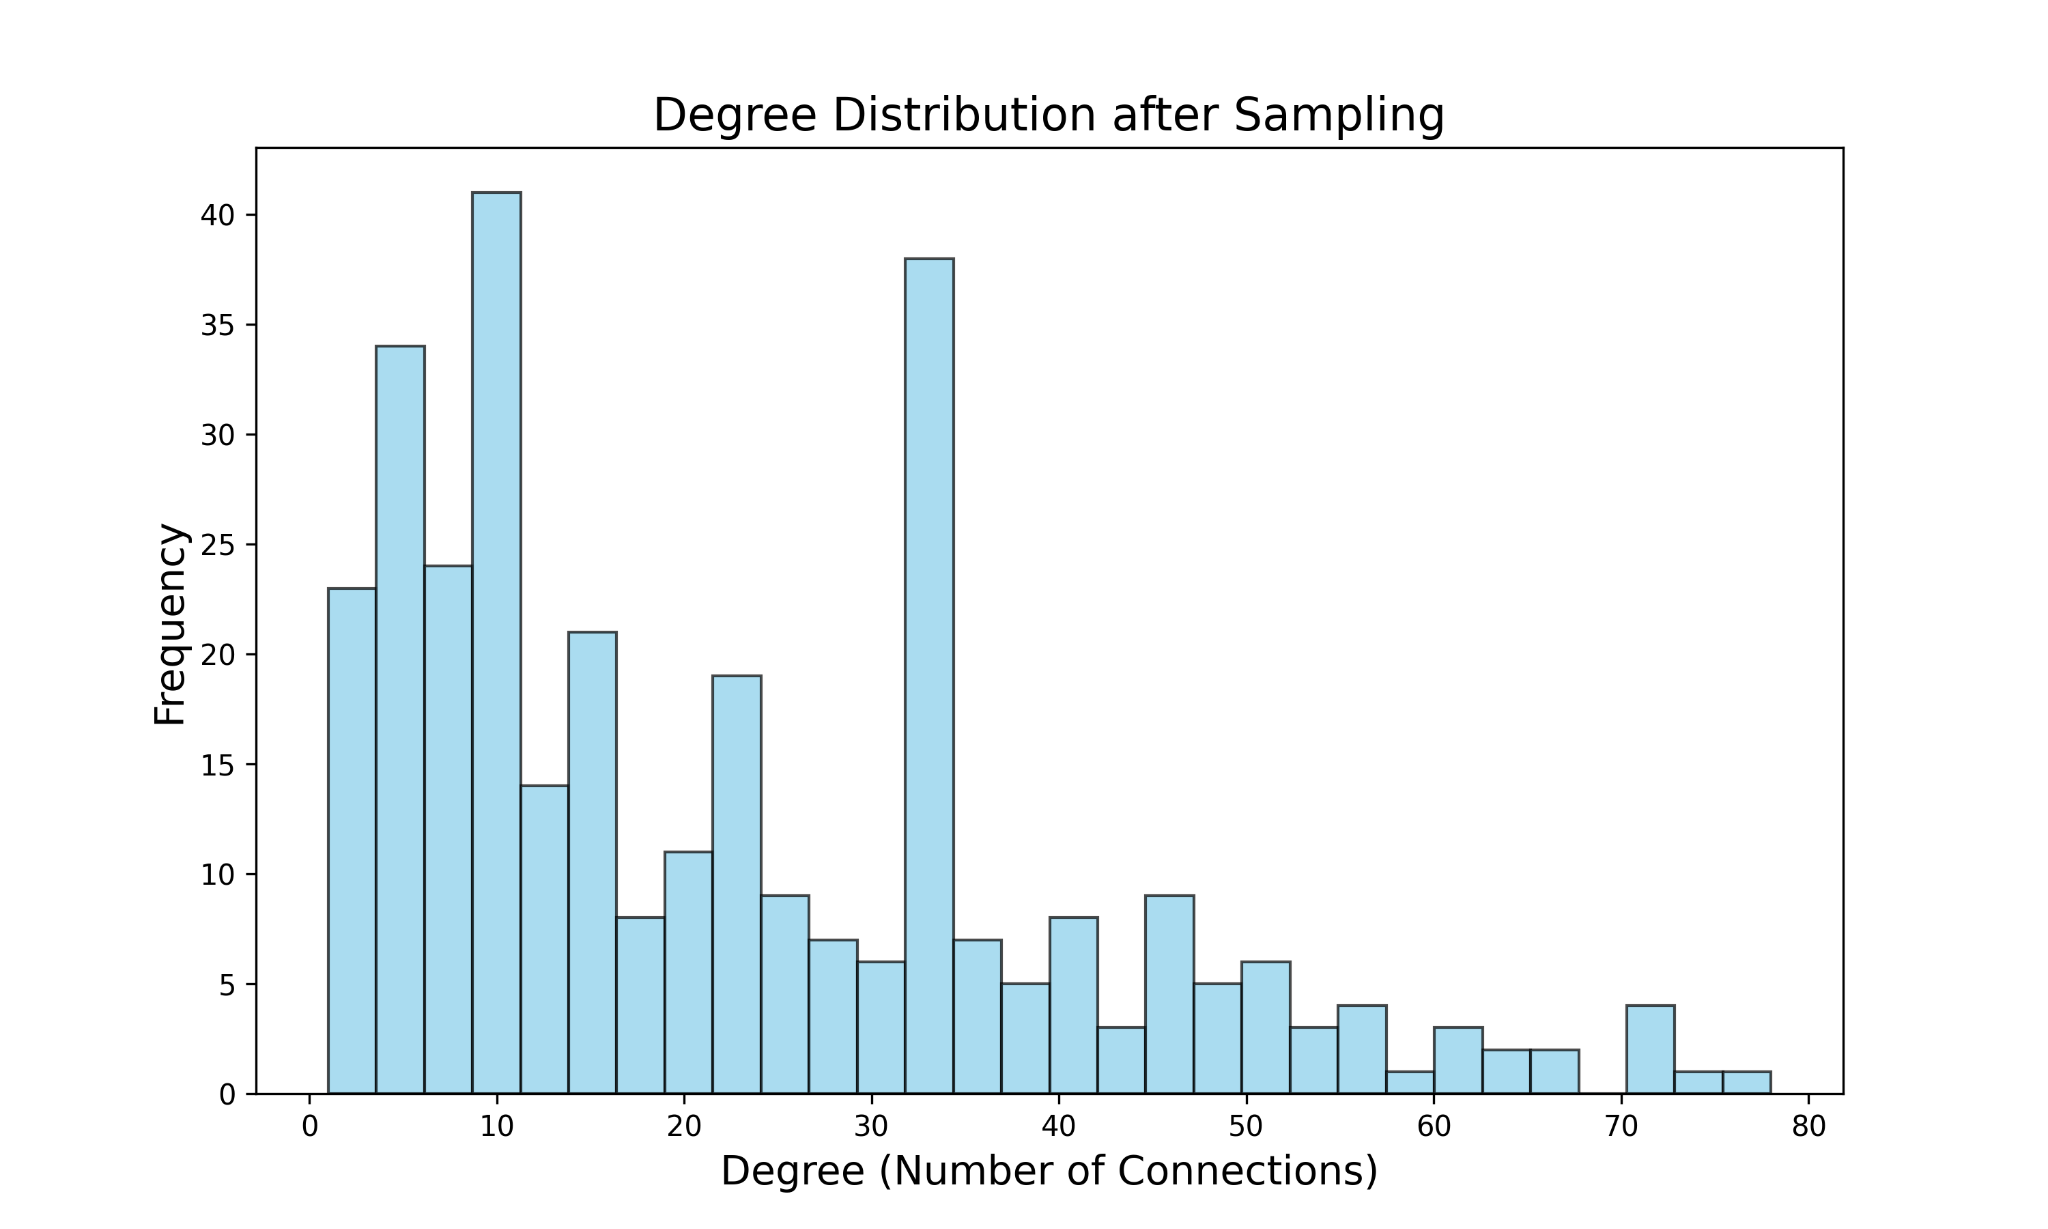 Degree Distribution after Sampling
Frequency
40
35
30
25
20
15
10
5
0
0 10 20 30 40 50 60 70 80
Degree (Number of Connections)